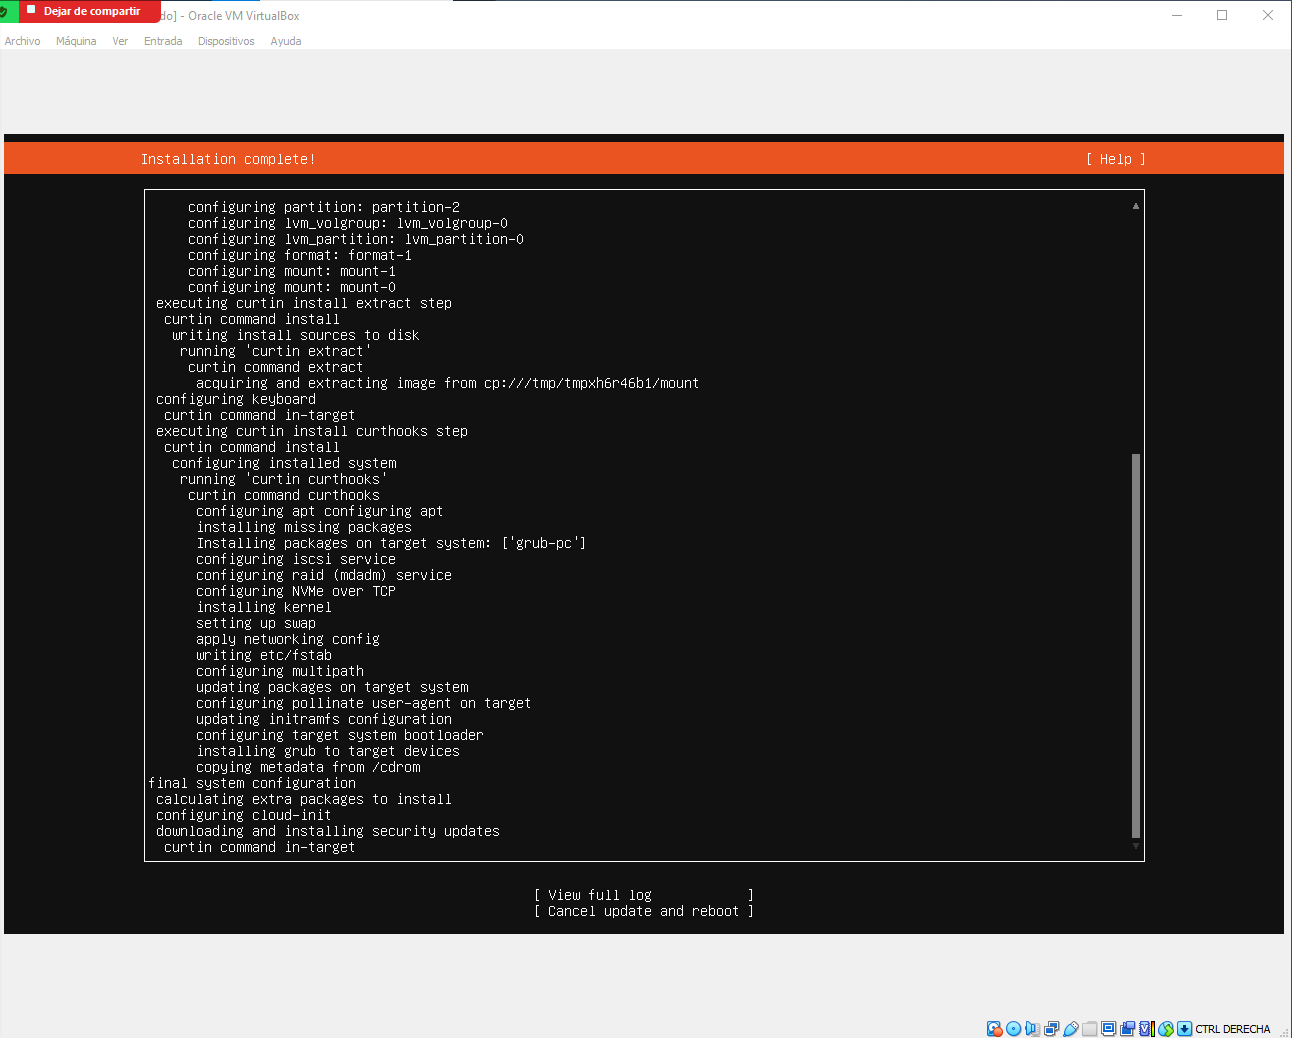 Dejar de compartir
do] - Oracle VM VirtualBox
Archivo Máquina Ver Entrada Dispositivos Ayuda
Installation complete! [ Help ]
configuring partition: partition-2
configuring lvm_volgroup: lvm_volgroup-0
configuring lvm_partition: lvm_partition-0
configuring format: format-1
configuring mount: mount-1
configuring mount: mount-0
executing curtin install extract step
curtin command install
writing install sources to disk
running 'curtin extract'
curtin command extract
acquiring and extracting image from cp:///tmp/tmpxh6r46b1/mount
configuring keyboard
curtin command in-target
executing curtin install curthooks step
curtin command install
configuring installed system
running 'curtin curthooks'
curtin command curthooks
configuring apt configuring apt
installing missing packages
Installing packages on target system: ['grub-pc']
configuring iscsi service
configuring raid (mdadm) service
configuring NVMe over TCP
installing kernel
setting up swap
apply networking config
writing etc/fstab
configuring multipath
updating packages on target system
configuring pollinate user-agent on target
updating initramfs configuration
configuring target system bootloader
installing grub to target devices
copying metadata from /cdrom
final system configuration
calculating extra packages to install
configuring cloud-init
downloading and installing security updates
curtin command in-target
[ View full log ]
[ Cancel update and reboot ]
CTRL DERECHA